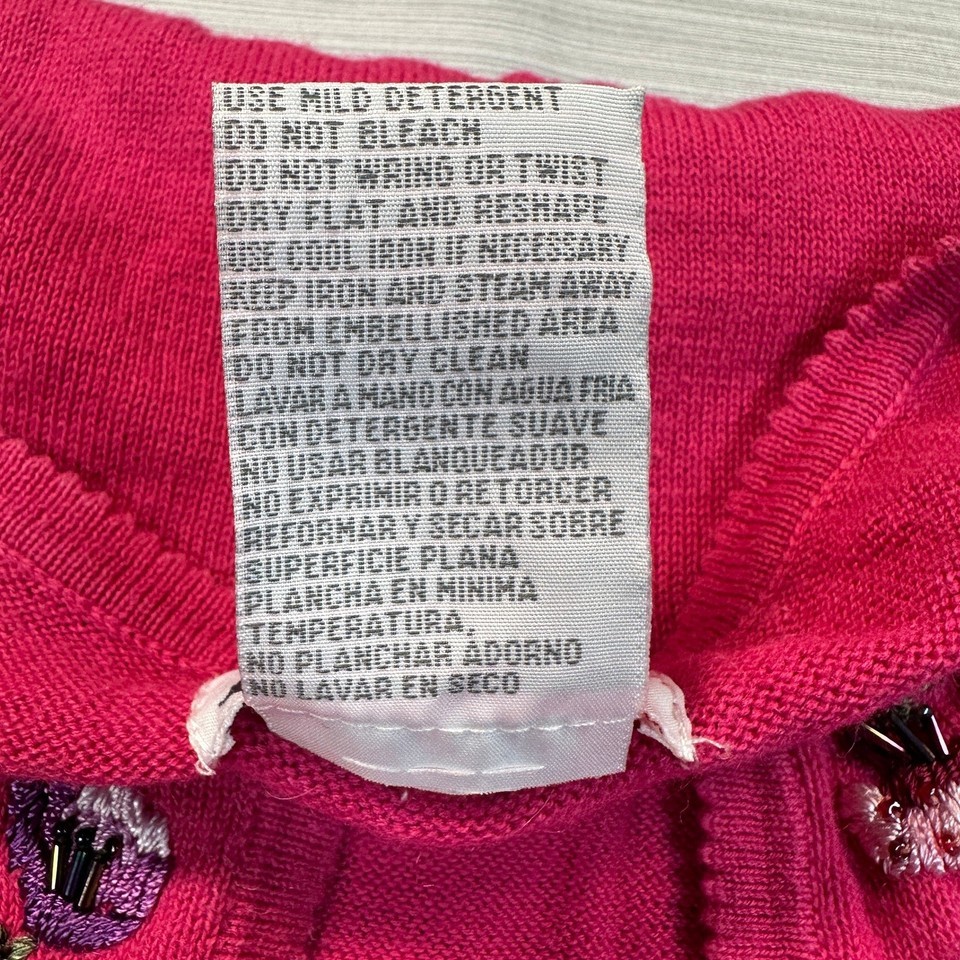 USE MILD DETERGENT
DO NOT BLEACH
DO NOT WRING OR TWIST
DRY FLAT AND RESHAPE
USE COOL IRON IF NECESSARY
KEEP IRON AND STEAM AWAY
FROM EMBELLISHED AREA
DO NOT DRY CLEAN
LAVAR A MANO CON AGUA FRIA
CON DETERGENTE SUAVE
NO USAR BLANQUEADOR
NO EXPRIMIR O RETORCER
REFORMAR Y SECAR SOBRE
SUPERFICIE PLANA
PLANCHA EN MINIMA
TEMPERATURA,
NO PLANCHAR ADORNO
NO LAVAR EN SECO